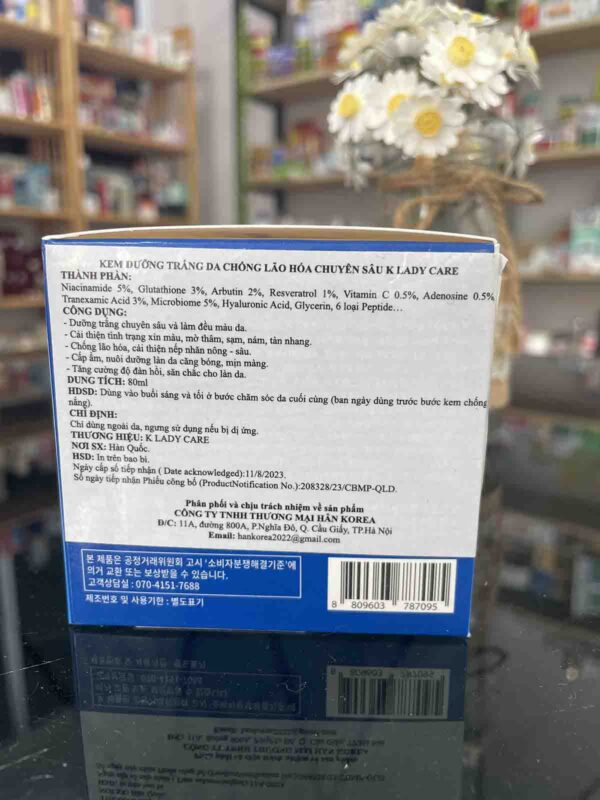 KEM DƯỠNG TRẮNG DA CHỐNG LÃO HÓA CHUYÊN SÂU K LADY CARE
THÀNH PHẦN:
Niacinamide 5%, Glutathione 3%, Arbutin 2%, Resveratrol 1%, Vitamin C 0.5%, Adenosine 0.5%
Tranexamic Acid 3%, Microbiome 5%, Hyaluronic Acid, Glycerin, 6 loại Peptide…
CÔNG DỤNG:
- Dưỡng trắng chuyên sâu và làm đều màu da.
- Cải thiện tình trạng xỉn màu, mờ thâm, sạm, nám, tàn nhang.
- Chống lão hóa, cải thiện nếp nhăn nông - sâu.
- Cấp ẩm, nuôi dưỡng làn da căng bóng, mịn màng.
- Tăng cường độ đàn hồi, săn chắc cho làn da.
DUNG TÍCH: 80ml
HDSD: Dùng vào buổi sáng và tối ở bước chăm sóc da cuối cùng (ban ngày dùng trước bước kem chống
nắng).
CHỈ ĐỊNH:
Chỉ dùng ngoài da, ngưng sử dụng nếu bị dị ứng.
THƯƠNG HIỆU: K LADY CARE
NƠI SX: Hàn Quốc.
HSD: In trên bao bì.
Ngày cấp số tiếp nhận ( Date acknowledged):11/8/2023.
Số ngày tiếp nhận Phiếu công bố (ProductNotification No.):208328/23/CBMP-QLD.
Phân phối và chịu trách nhiệm về sản phẩm
CÔNG TY TNHH THƯƠNG MẠI HÂN KOREA
Đ/C: 11A, đường 800A, P.Nghĩa Đô, Q. Cầu Giấy, TP.Hà Nội
Email: hankorea2022@gmail.com
본 제품은 공정거래위원회 고시 '소비자분쟁해결기준'에
의거 교환 또는 보상받을 수 있습니다.
고객상담실 : 070-4151-7688
제조번호 및 사용기한 : 별도표기
8 809603 787095